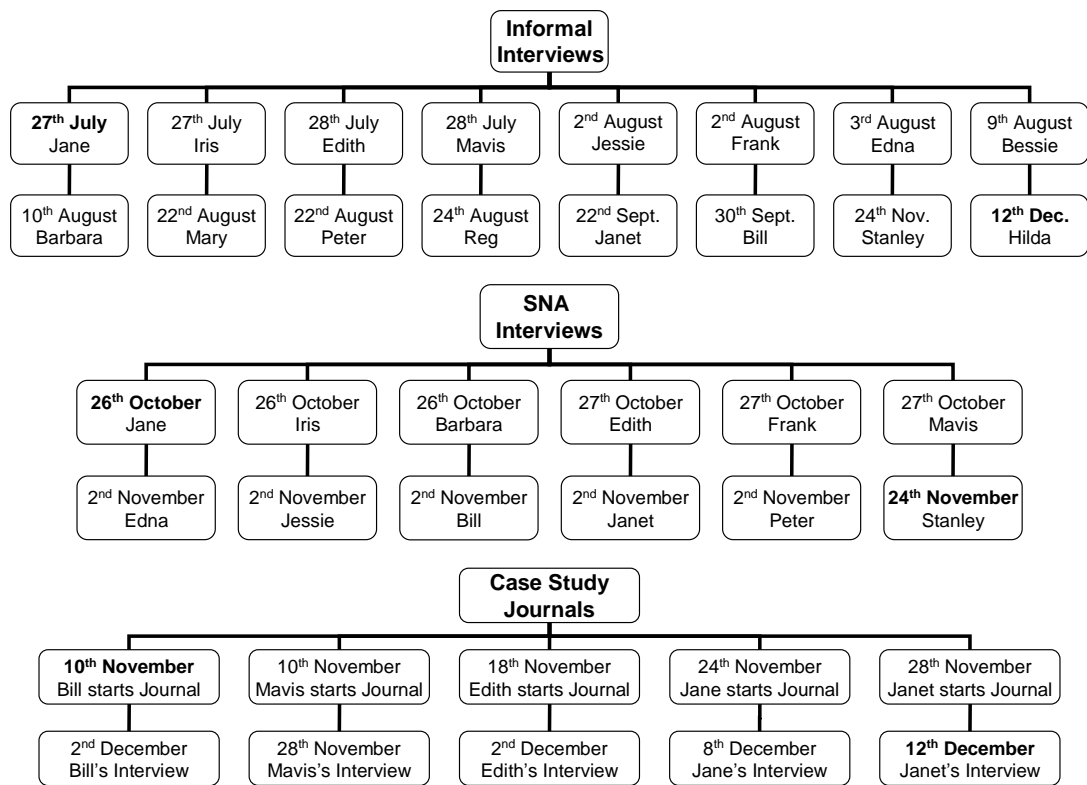 Informal
Interviews
27th July
Jane
27th July
Iris
28th July
Edith
28th July
Mavis
2nd August
Jessie
2nd August
Frank
3rd August
Edna
9th August
Bessie
10th August
Barbara
22nd August
Mary
22nd August
Peter
24th August
Reg
22nd Sept.
Janet
30th Sept.
Bill
24th Nov.
Stanley
12th Dec.
Hilda
SNA
Interviews
26th October
Jane
26th October
Iris
26th October
Barbara
27th October
Edith
27th October
Frank
27th October
Mavis
2nd November
Edna
2nd November
Jessie
2nd November
Bill
2nd November
Janet
2nd November
Peter
24th November
Stanley
Case Study
Journals
10th November
Bill starts Journal
10th November
Mavis starts Journal
18th November
Edith starts Journal
24th November
Jane starts Journal
28th November
Janet starts Journal
2nd December
Bill's Interview
28th November
Mavis's Interview
2nd December
Edith's Interview
8th December
Jane's Interview
12th December
Janet's Interview